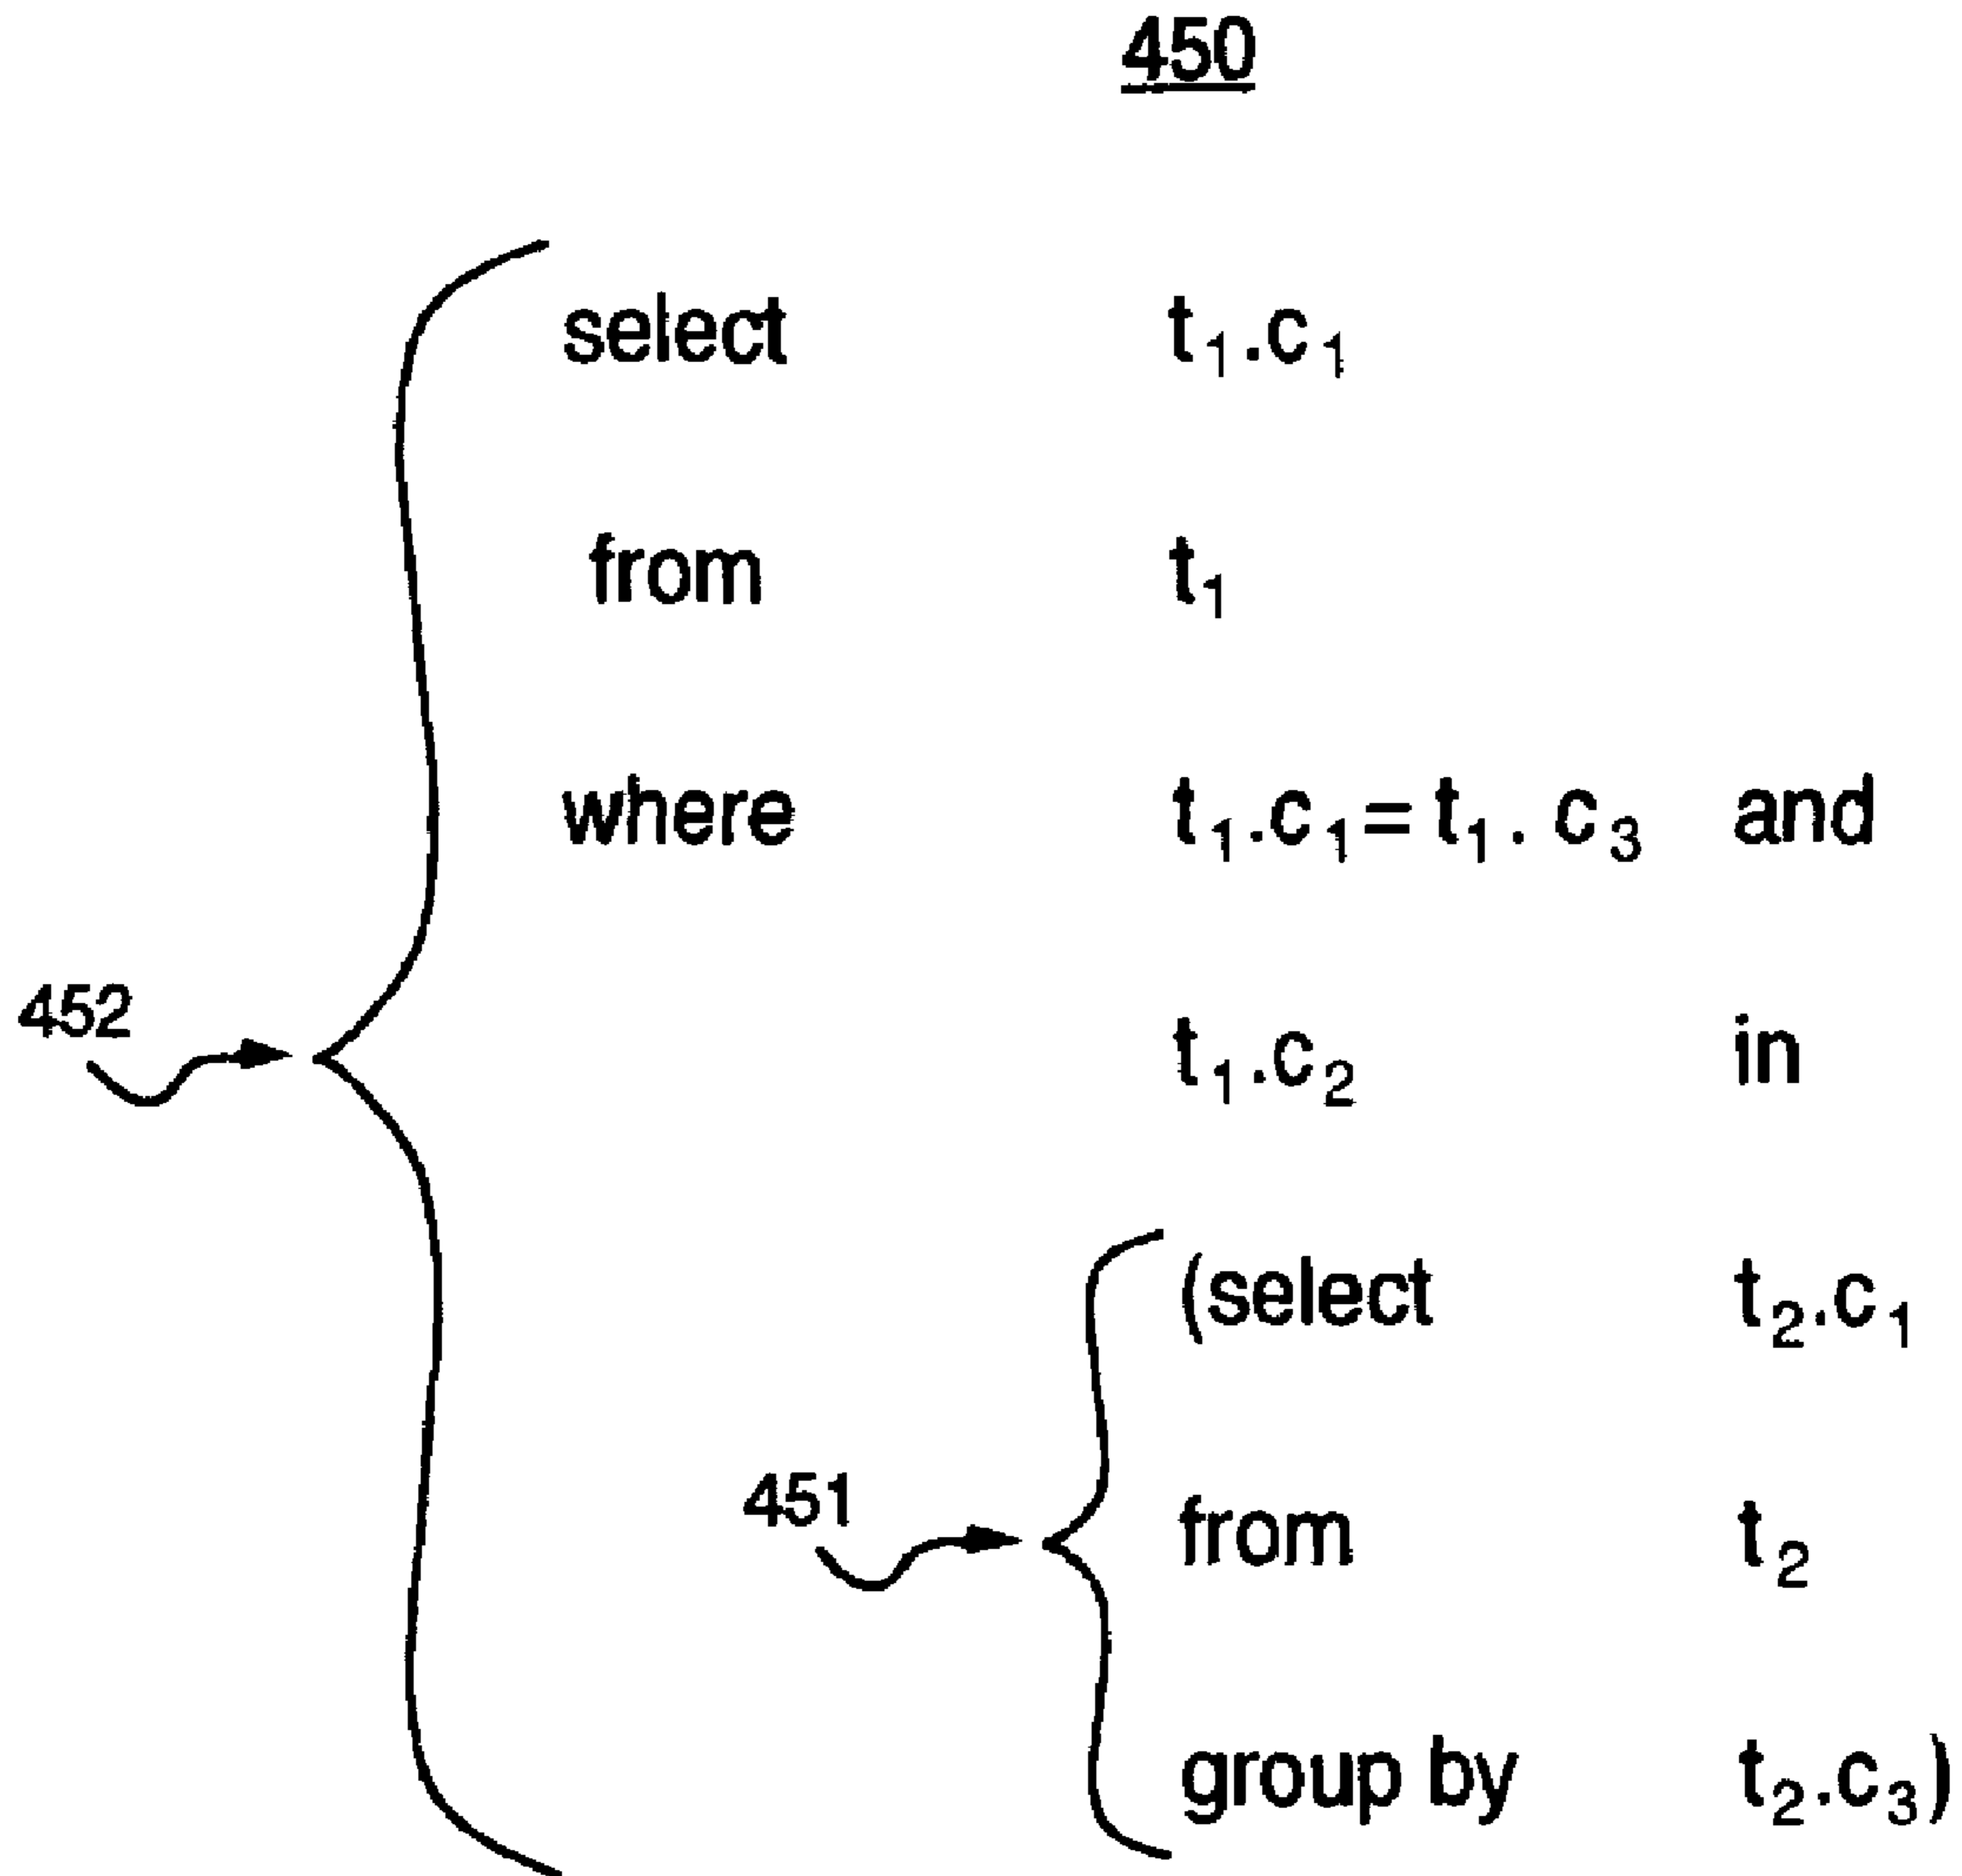 450
select t₁.c₁
from t₁
where t₁.c₁ = t₁. c₃ and
452
t₁.c₂ in
(select t₂.c₁
451
from t₂
group by t₂.c₃)